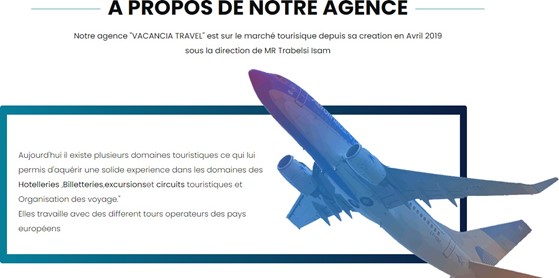 A PROPOS DE NOTRE AGENCE
Notre agence "VACANCIA TRAVEL" est sur le marché tourisique depuis sa creation en Avril 2019
sous la direction de MR Trabelsi Isam
Aujourd'hui il existe plusieurs domaines touristiques ce qui lui
permis d'aquérir une solide experience dans les domaines des
Hotelleries ,Billetteries,excursionset circuits touristiques et
Organisation des voyage."
Elles travaille avec des different tours operateurs des pays
européens